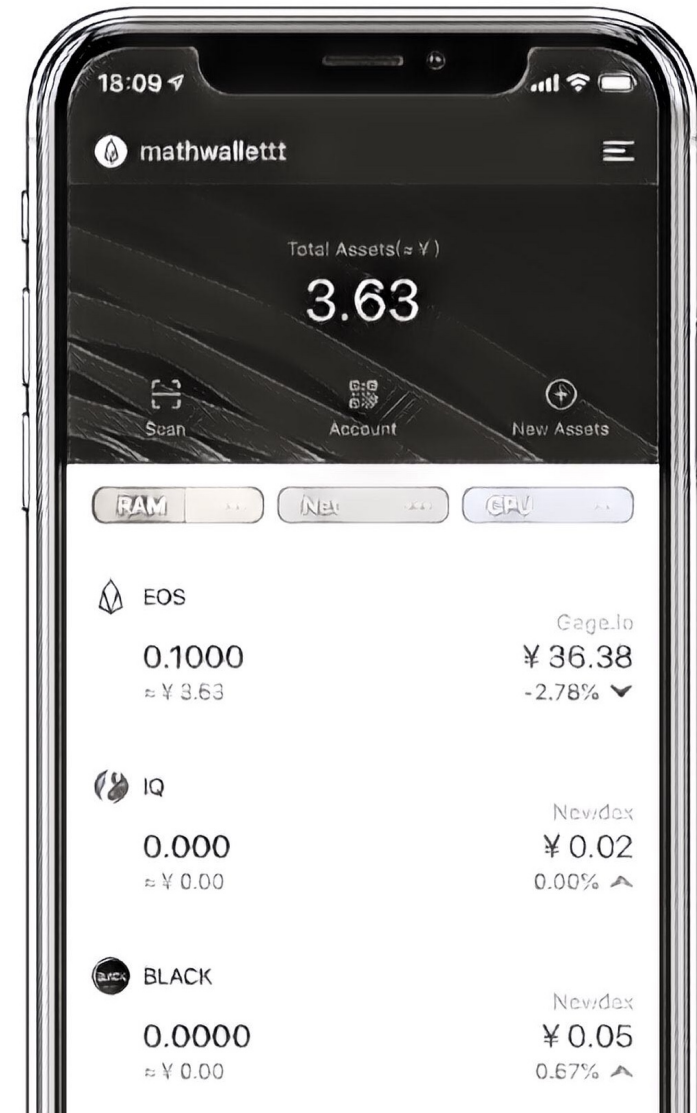 18:09
mathwallettt
Total Assets(≈ ¥ )
3.63
Scan
Account
New Assets
RAM
Net
CPU
EOS
Gage.io
0.1000
¥ 36.38
≈ ¥ 3.63
-2.78%
IQ
Newdex
0.000
¥ 0.02
≈ ¥ 0.00
0.00%
BLACK
BLACK
Newdex
0.0000
¥ 0.05
≈ ¥ 0.00
0.67%